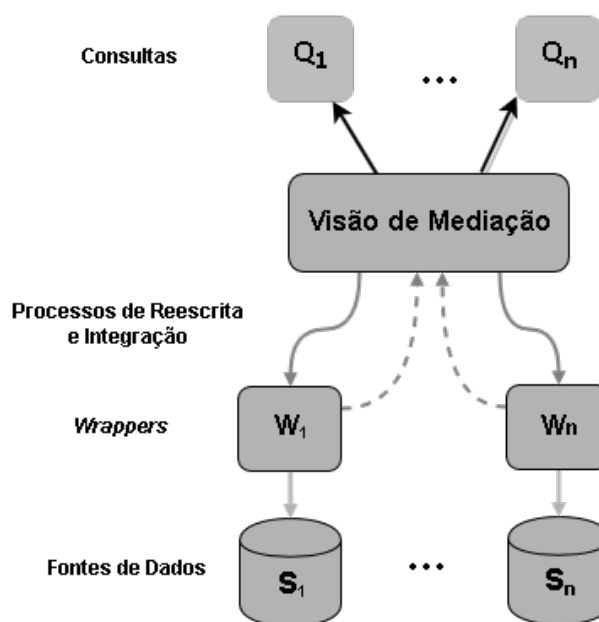 Consultas
Q1
...
Qn
Visão de Mediação
Processos de Reescrita
e Integração
Wrappers
W1
Wn
Fontes de Dados
S1
...
Sn